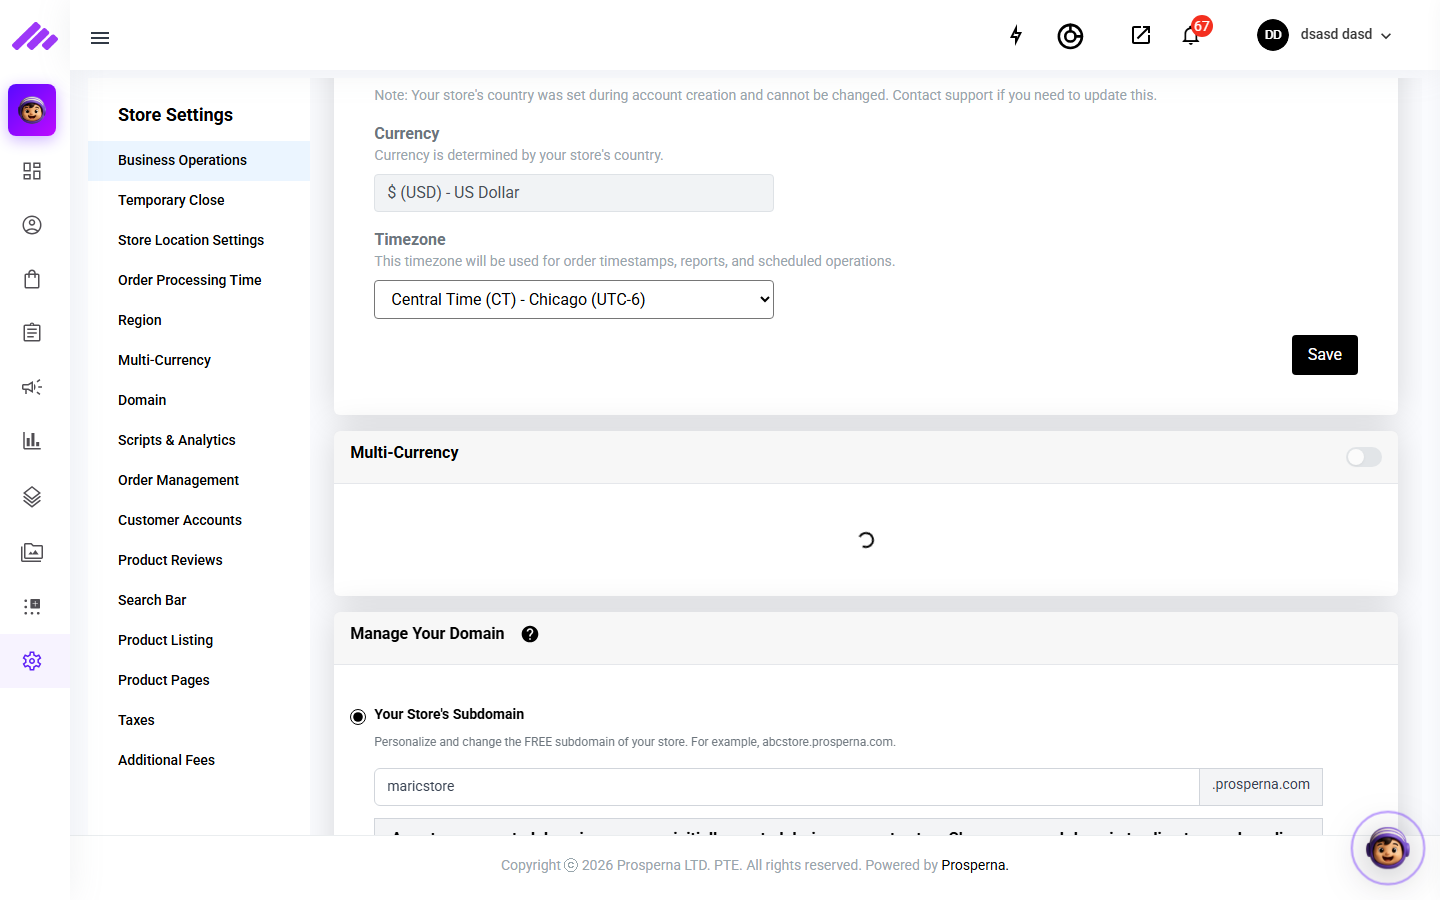 67
DD
dsasd dasd
Store Settings
Business Operations
Temporary Close
Store Location Settings
Order Processing Time
Region
Multi-Currency
Domain
Scripts & Analytics
Order Management
Customer Accounts
Product Reviews
Search Bar
Product Listing
Product Pages
Taxes
Additional Fees
Note: Your store's country was set during account creation and cannot be changed. Contact support if you need to update this.
Currency
Currency is determined by your store's country.
$ (USD) - US Dollar
Timezone
This timezone will be used for order timestamps, reports, and scheduled operations.
Central Time (CT) - Chicago (UTC-6)
Save
Multi-Currency
Manage Your Domain
Your Store's Subdomain
Personalize and change the FREE subdomain of your store. For example, abcstore.prosperna.com.
maricstore
.prosperna.com
Copyright © 2026 Prosperna LTD. PTE. All rights reserved. Powered by Prosperna.